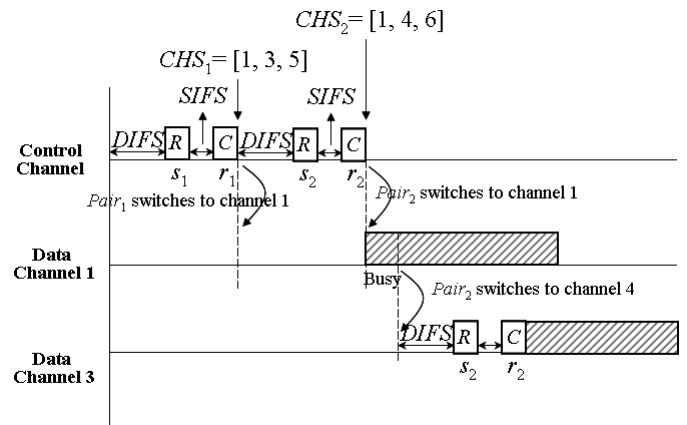 CHS₂= [1, 4, 6]
CHS₁= [1, 3, 5]
SIFS
SIFS
DIFS R C DIFS R C
Control
Channel
s₁ r₁ s₂ r₂
Pair₁ switches to channel 1
Pair₂ switches to channel 1
Data
Channel 1
Busy
Pair₂ switches to channel 4
DIFS R C
Data
Channel 3
s₂ r₂